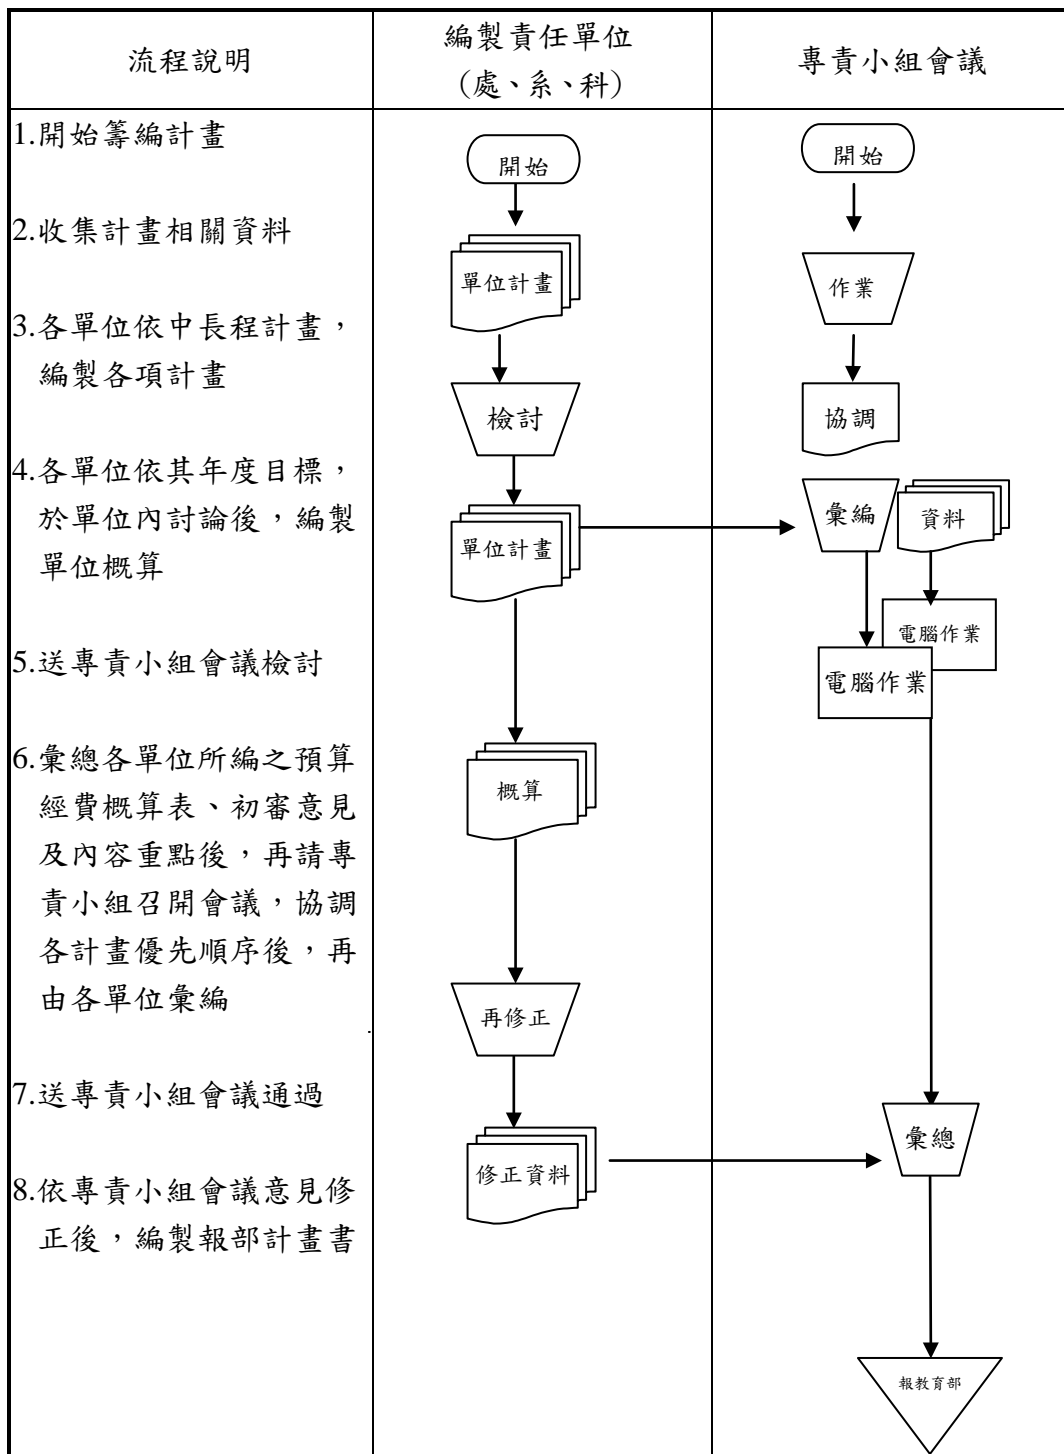 流程說明
編製責任單位
(處、系、科)
專責小組會議
1.開始籌編計畫
2.收集計畫相關資料
3.各單位依中長程計畫，
編製各項計畫
4.各單位依其年度目標，
於單位內討論後，編製
單位概算
5.送專責小組會議檢討
6.彙總各單位所編之預算
經費概算表、初審意見
及內容重點後，再請專
責小組召開會議，協調
各計畫優先順序後，再
由各單位彙編
7.送專責小組會議通過
8.依專責小組會議意見修
正後，編製報部計畫書
開始
單位計畫
檢討
單位計畫
概算
再修正
修正資料
開始
作業
協調
彙編
資料
電腦作業
電腦作業
彙總
報教育部